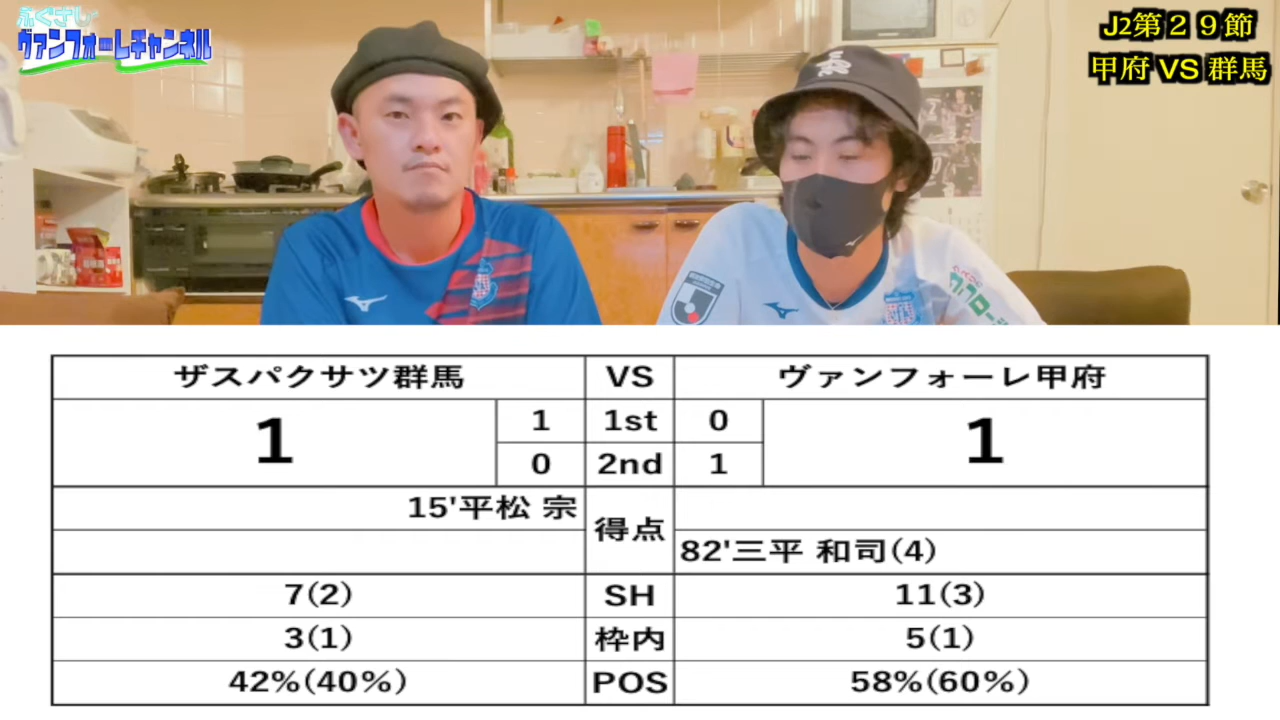 ふぐさし
ヴァンフォーレチャンネル
J2第２９節
甲府 VS 群馬
ザスパクサツ群馬 VS ヴァンフォーレ甲府
1 1 1st 0 1
0 2nd 1
15'平松 宗 得点
82'三平 和司(4)
7(2) SH 11(3)
3(1) 枠内 5(1)
42%(40%) POS 58%(60%)